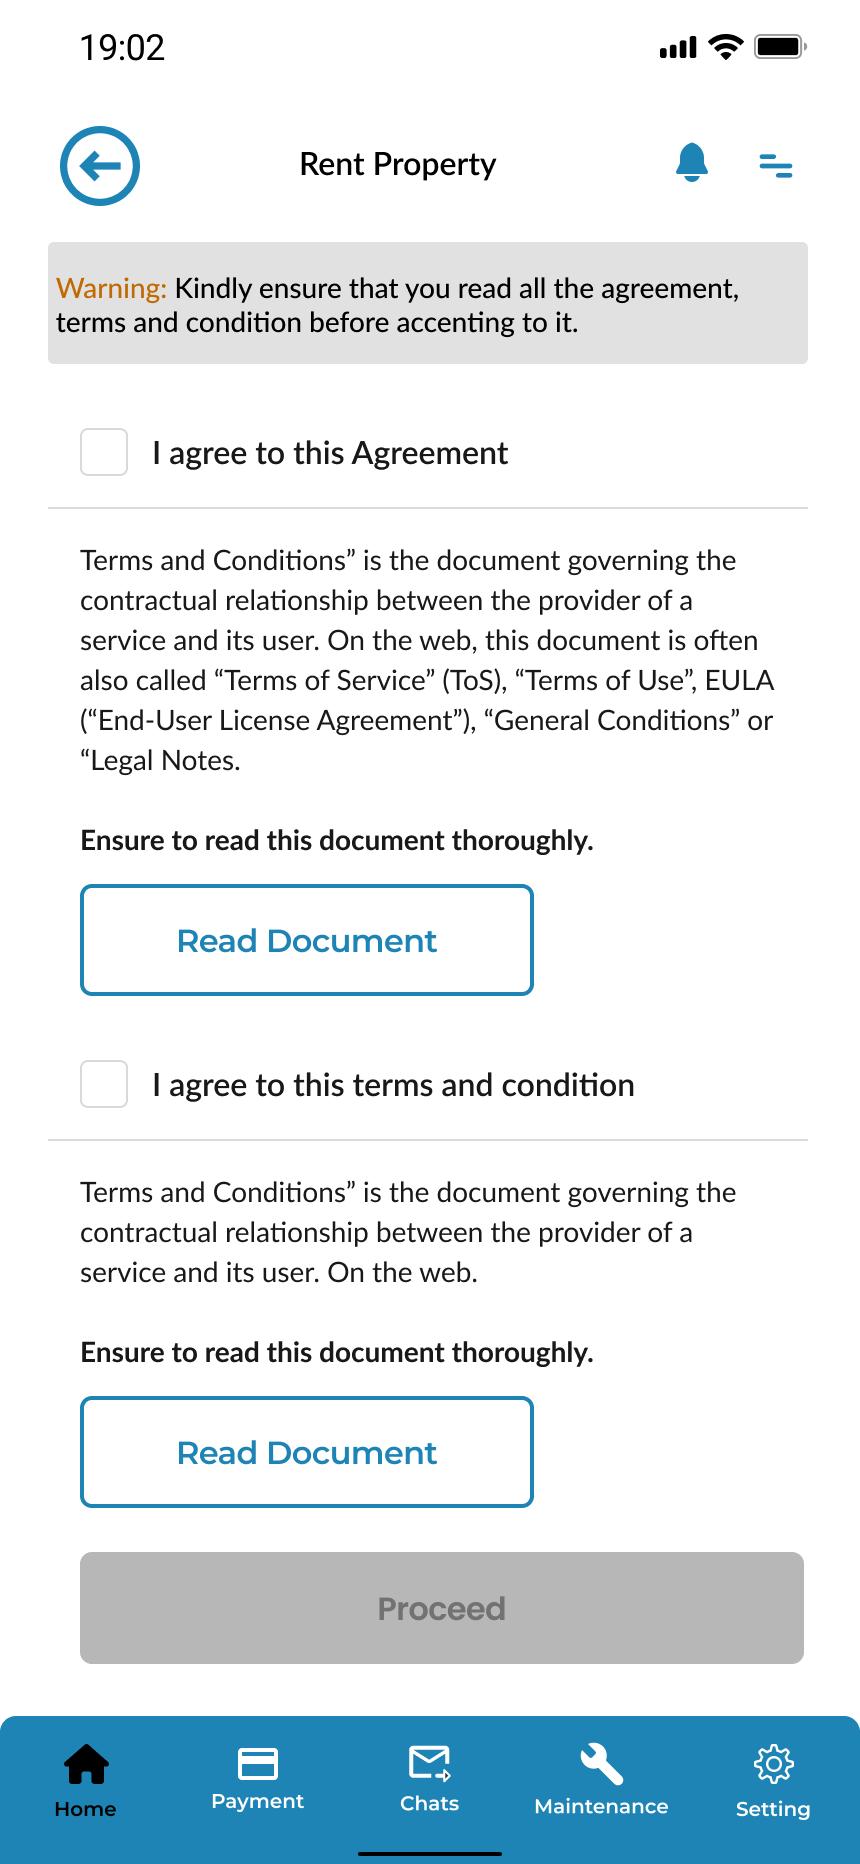 19:02
Rent Property
Warning: Kindly ensure that you read all the agreement,
terms and condition before accenting to it.
I agree to this Agreement
Terms and Conditions” is the document governing the
contractual relationship between the provider of a
service and its user. On the web, this document is often
also called “Terms of Service” (ToS), “Terms of Use”, EULA
(“End-User License Agreement”), “General Conditions” or
“Legal Notes.
Ensure to read this document thoroughly.
Read Document
I agree to this terms and condition
Terms and Conditions” is the document governing the
contractual relationship between the provider of a
service and its user. On the web.
Ensure to read this document thoroughly.
Read Document
Proceed
Home
Payment
Chats
Maintenance
Setting